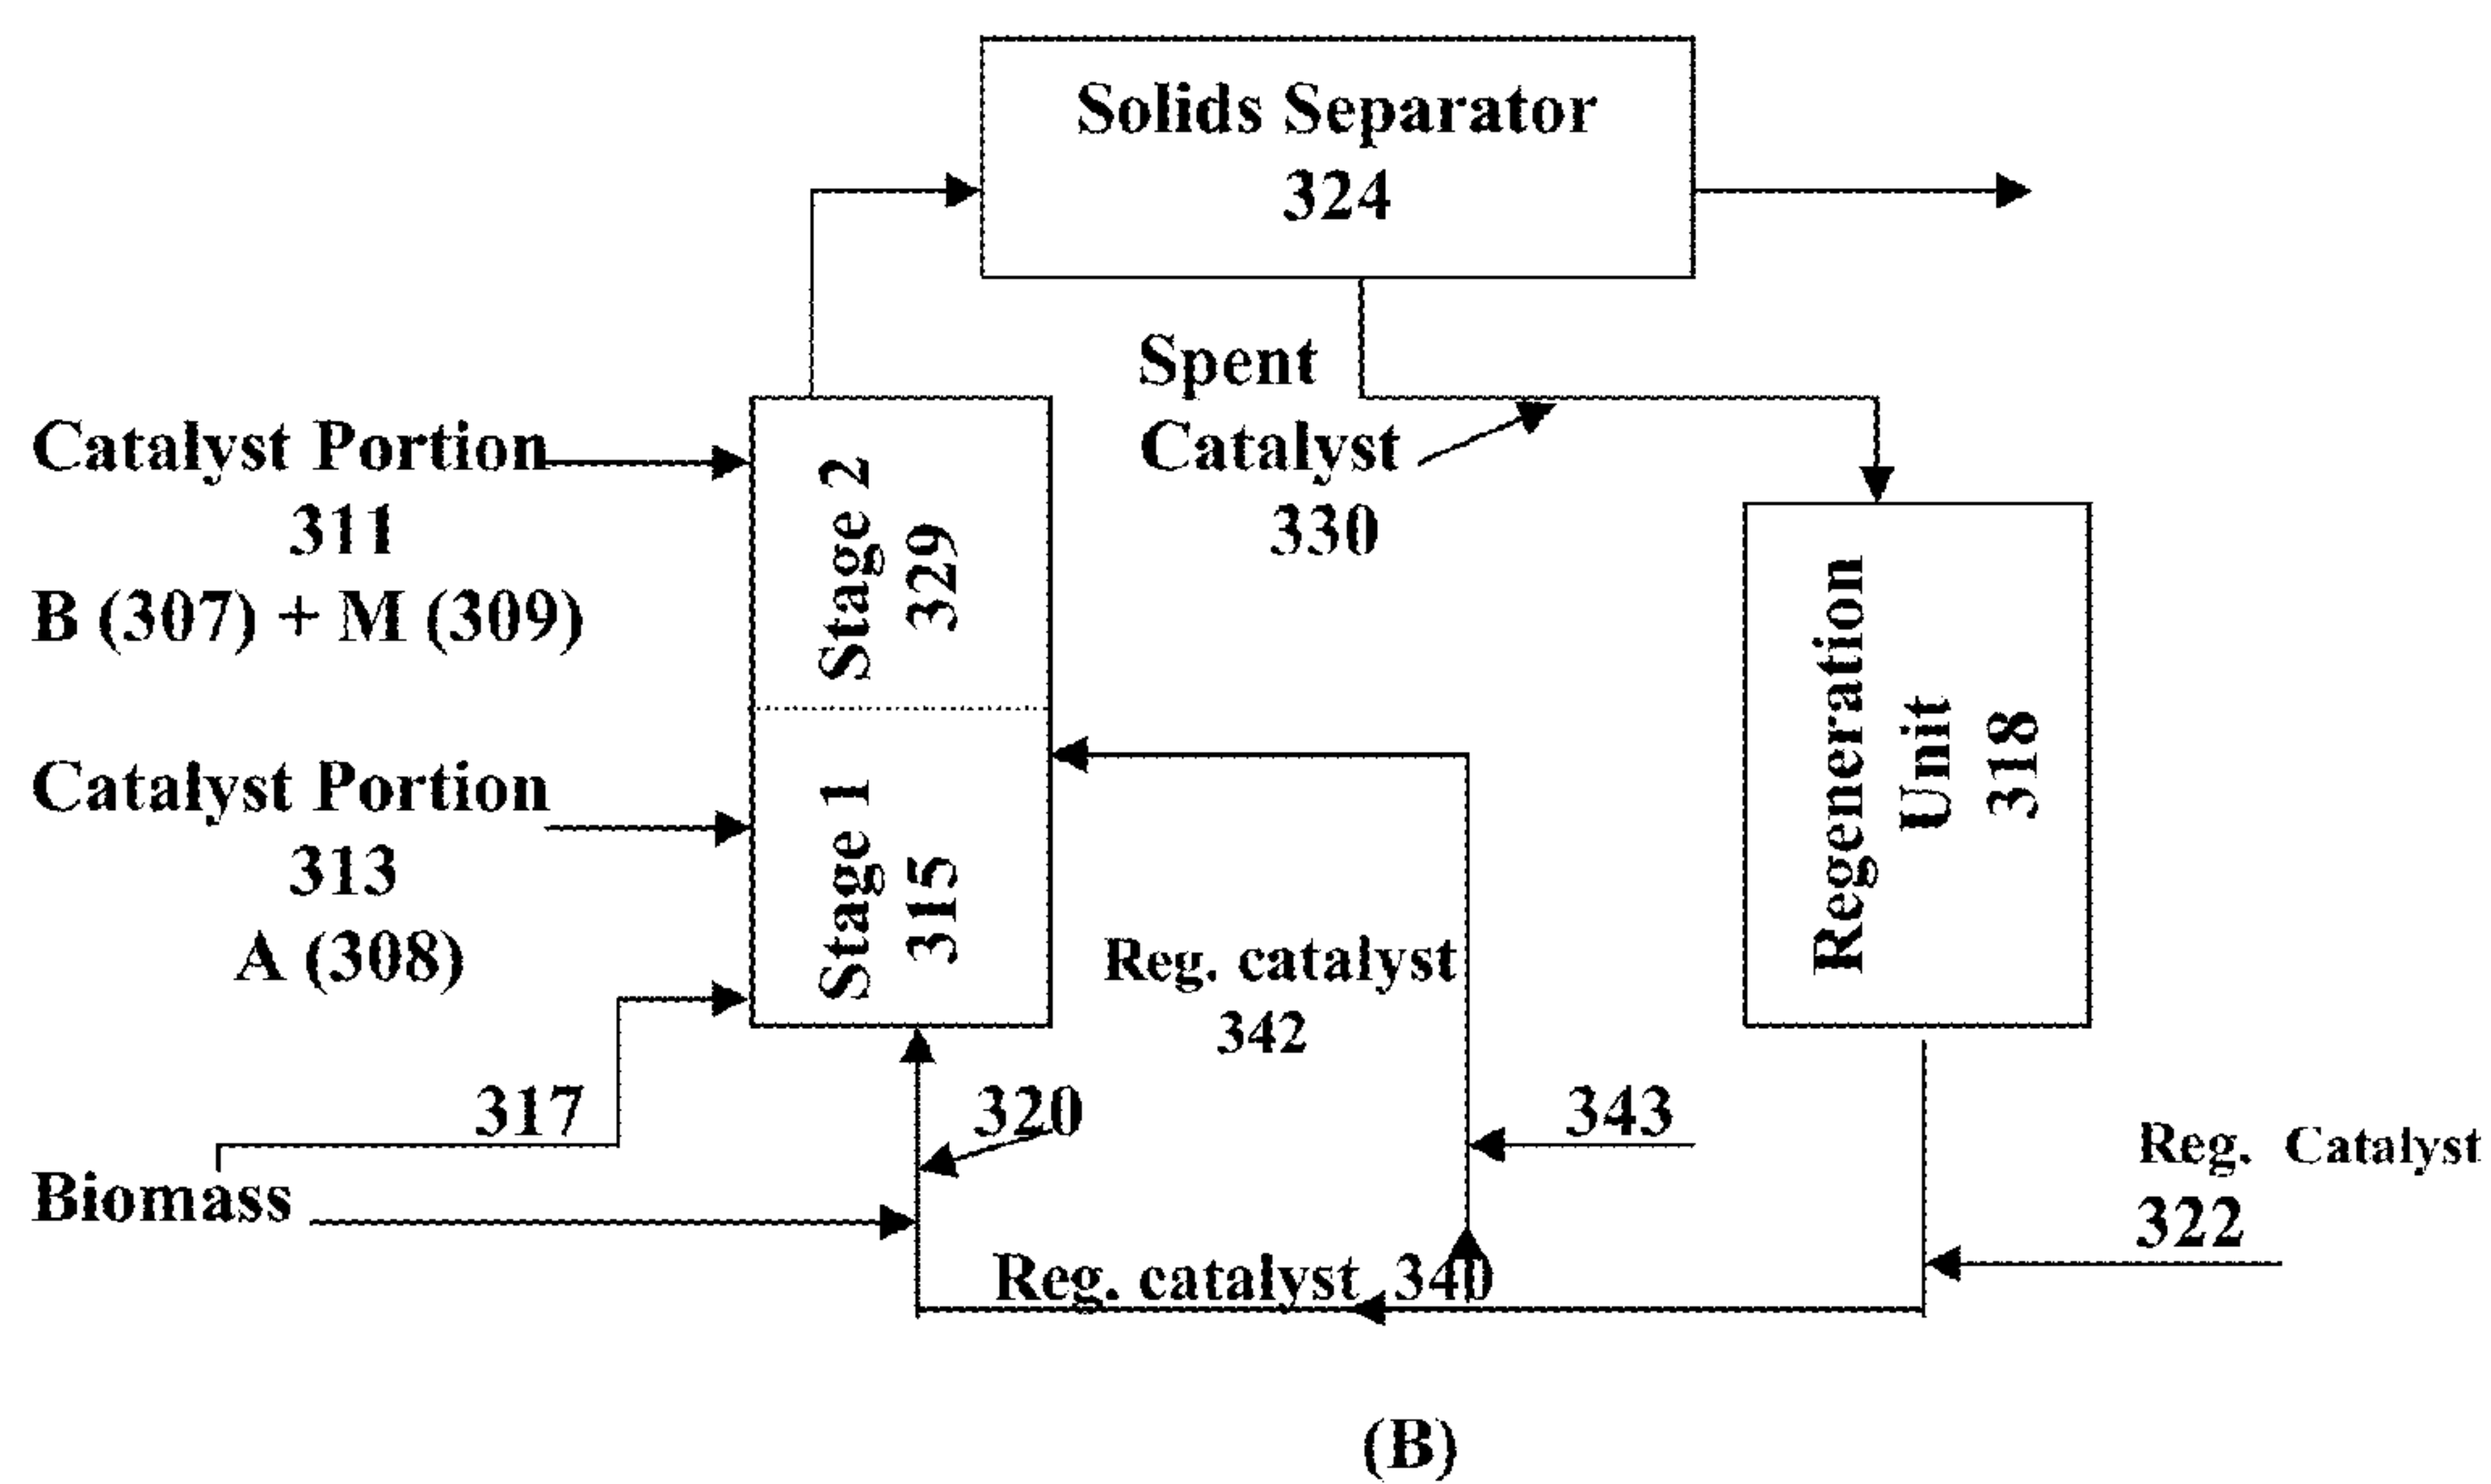 Solids Separator
324
Spent
Catalyst
330
Catalyst Portion
311
B (307) + M (309)
Stage 2
329
Regeneration
Unit
318
Catalyst Portion
313
A (308)
Stage 1
315
Reg. catalyst
342
317
320
343
Reg. Catalyst
322
Biomass
Reg. catalyst 340
(B)